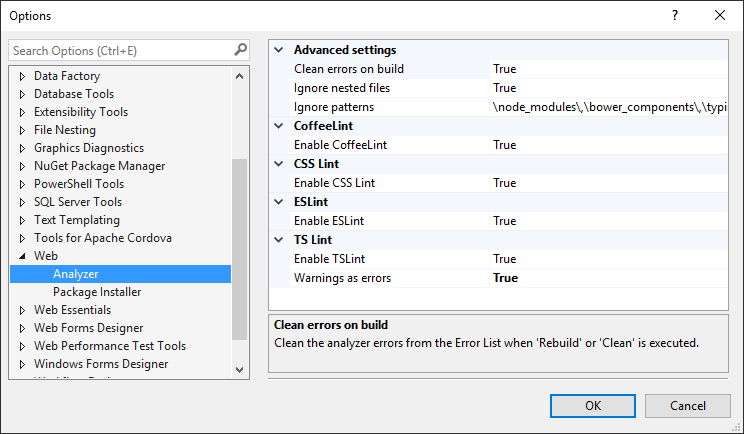 Options
?
Search Options (Ctrl+E)
Data Factory
Database Tools
Extensibility Tools
File Nesting
Graphics Diagnostics
NuGet Package Manager
PowerShell Tools
SQL Server Tools
Text Templating
Tools for Apache Cordova
Web
Analyzer
Package Installer
Web Essentials
Web Forms Designer
Web Performance Test Tools
Windows Forms Designer
Advanced settings
Clean errors on build True
Ignore nested files True
Ignore patterns \node_modules\,\bower_components\,\typi
CoffeeLint
Enable CoffeeLint True
CSS Lint
Enable CSS Lint True
ESLint
Enable ESLint True
TS Lint
Enable TSLint True
Warnings as errors True
Clean errors on build
Clean the analyzer errors from the Error List when 'Rebuild' or 'Clean' is executed.
OK Cancel